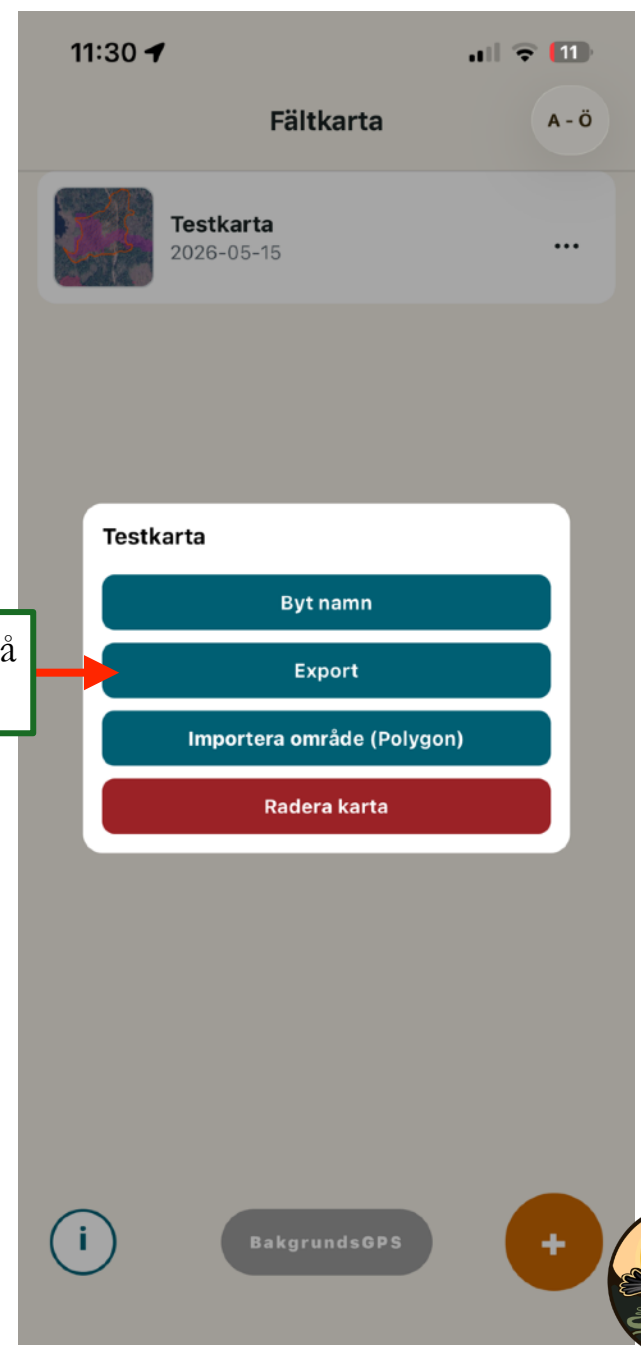 11:30
11
Fältkarta
A - Ö
Testkarta
2026-05-15
...
Testkarta
Byt namn
å
Export
Importera område (Polygon)
Radera karta
i
BakgrundsGPS
+